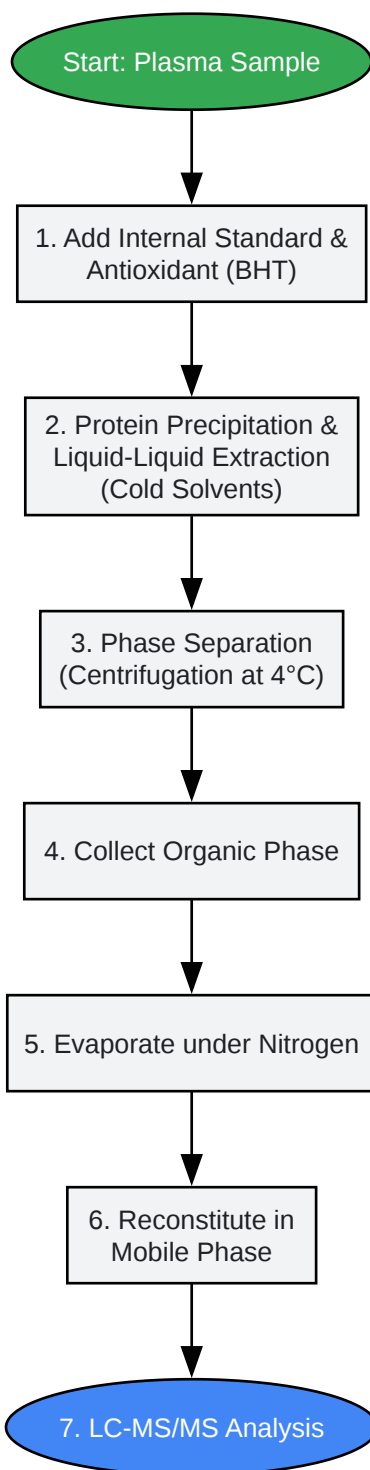 Start: Plasma Sample
1. Add Internal Standard &
Antioxidant (BHT)
2. Protein Precipitation &
Liquid-Liquid Extraction
(Cold Solvents)
3. Phase Separation
(Centrifugation at 4°C)
4. Collect Organic Phase
5. Evaporate under Nitrogen
6. Reconstitute in
Mobile Phase
7. LC-MS/MS Analysis